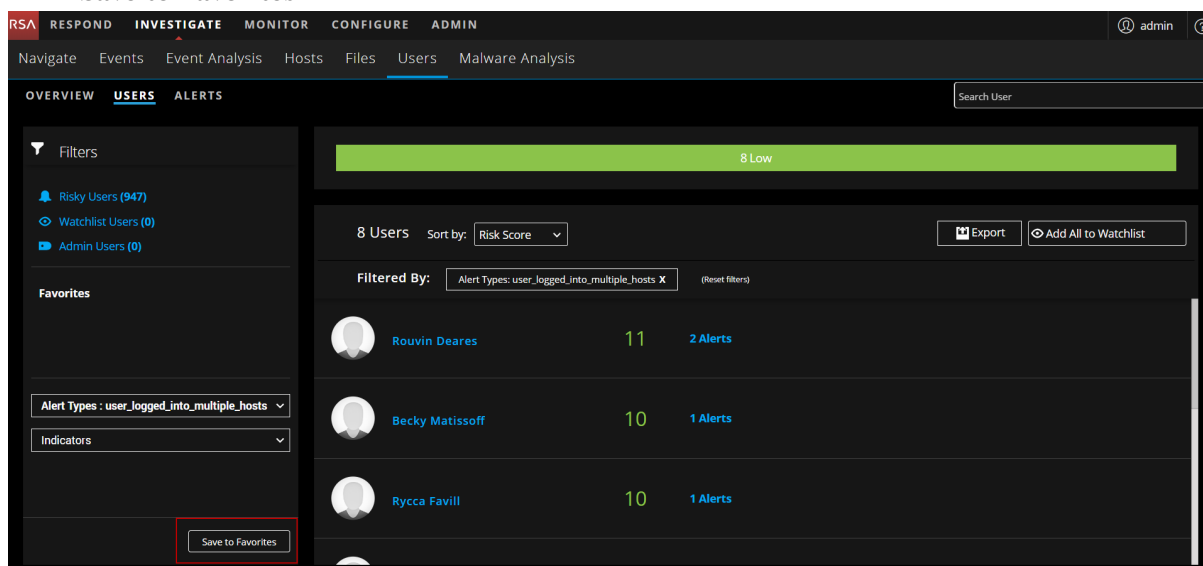 RSA RESPOND INVESTIGATE MONITOR CONFIGURE ADMIN admin
Navigate Events Event Analysis Hosts Files Users Malware Analysis
OVERVIEW USERS ALERTS Search User
Filters
8 Low
Risky Users (947)
Watchlist Users (0)
Admin Users (0)
8 Users Sort by: Risk Score Export Add All to Watchlist
Filtered By: Alert Types: user_logged_into_multiple_hosts X (Reset filters)
Favorites
Rouvin Deares 11 2 Alerts
Alert Types : user_logged_into_multiple_hosts
Becky Matissoff 10 1 Alerts
Indicators
Rycca Favill 10 1 Alerts
Save to Favorites